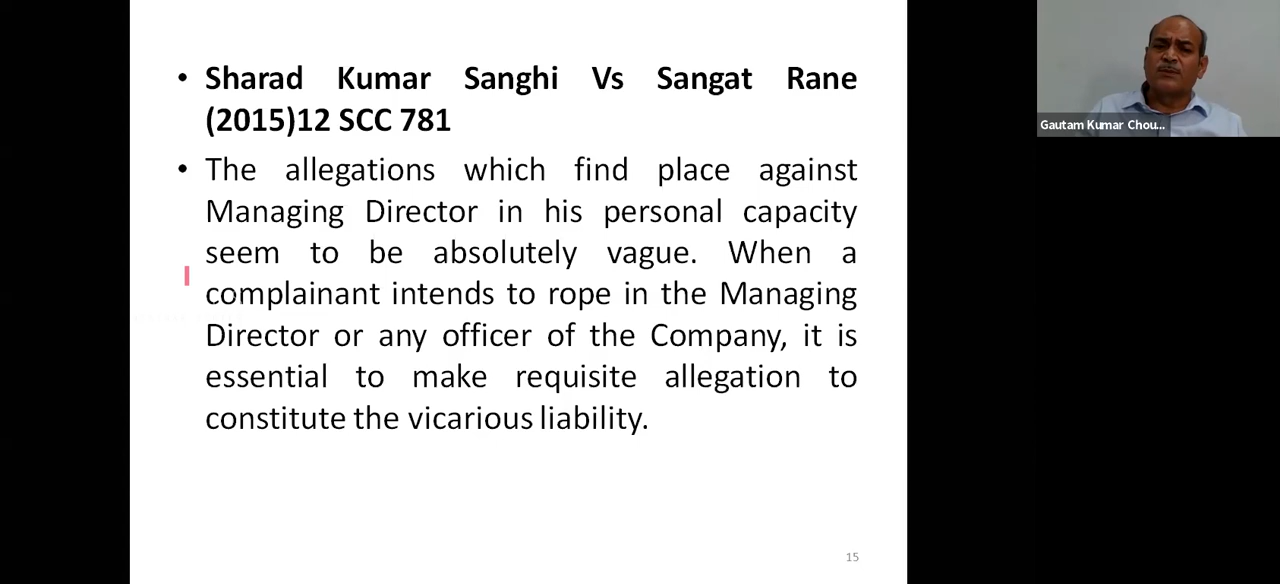 • Sharad Kumar Sanghi Vs Sangat Rane
(2015)12 SCC 781
• The allegations which find place against
Managing Director in his personal capacity
seem to be absolutely vague. When a
complainant intends to rope in the Managing
Director or any officer of the Company, it is
essential to make requisite allegation to
constitute the vicarious liability.
15
Gautam Kumar Chou...